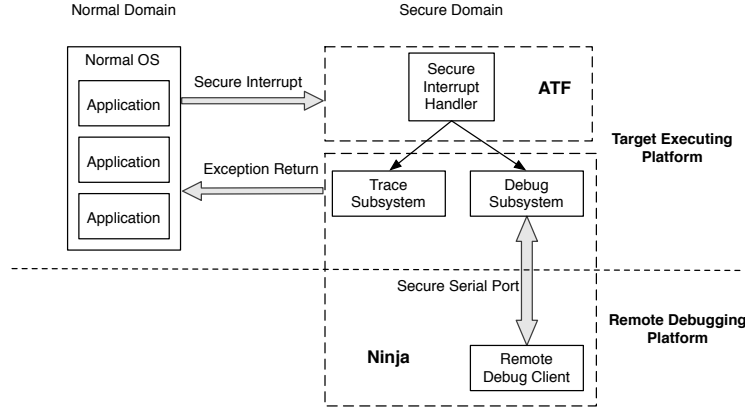 Normal Domain
Secure Domain
Normal OS
Application
Application
Application
Secure Interrupt
Exception Return
Secure
Interrupt
Handler
ATF
Trace
Subsystem
Debug
Subsystem
Target Executing
Platform
Secure Serial Port
Ninja
Remote
Debug Client
Remote Debugging
Platform